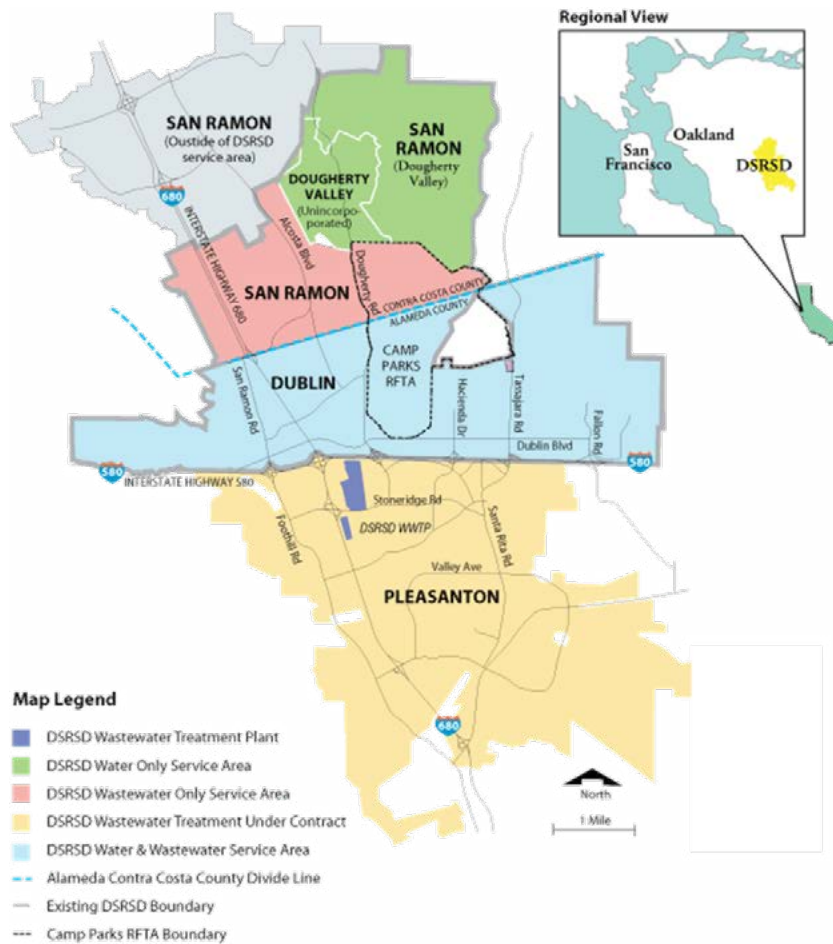 Regional View
San
Francisco
Oakland
DSRSD
SAN RAMON
(Oustide of DSRSD
service area)
SAN
RAMON
(Dougherty
Valley)
DOUGHERTY
VALLEY
(Unincorpo-
porated)
680
INTERSTATE HIGHWAY 680
Alcosta Blvd
Dougherty Rd
SAN RAMON
CONTRA COSTA COUNTY
ALAMEDA COUNTY
CAMP
PARKS
RFTA
DUBLIN
San Ramon Rd
Hacienda Dr
Tassajara Rd
Fallon Rd
Dublin Blvd
580
INTERSTATE HIGHWAY 580
580
Stoneridge Rd
DSRSD WWTP
Foothill Rd
Santa Rita Rd
Valley Ave
PLEASANTON
680
North
1 Mile
Map Legend
DSRSD Wastewater Treatment Plant
DSRSD Water Only Service Area
DSRSD Wastewater Only Service Area
DSRSD Wastewater Treatment Under Contract
DSRSD Water & Wastewater Service Area
Alameda Contra Costa County Divide Line
Existing DSRSD Boundary
Camp Parks RFTA Boundary